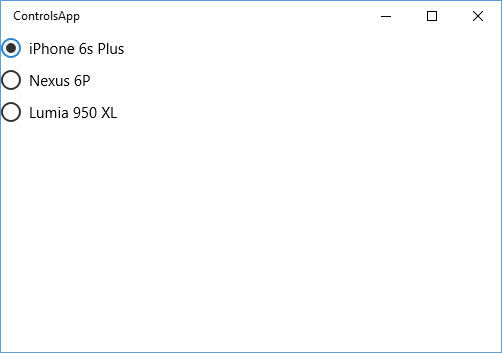 ControlsApp
iPhone 6s Plus
Nexus 6P
Lumia 950 XL